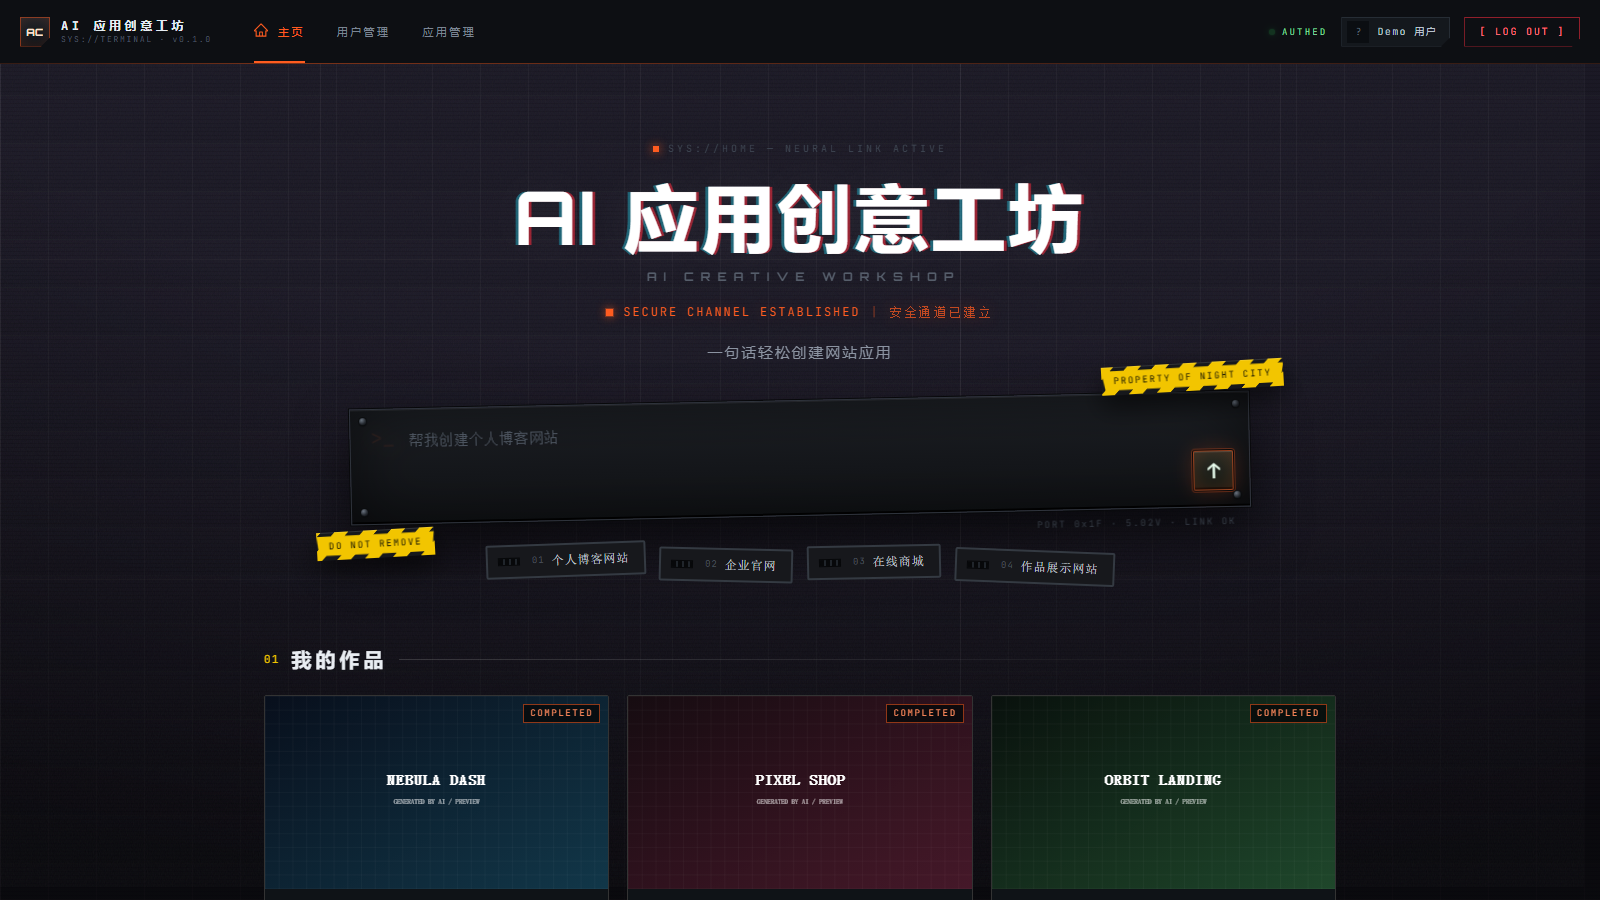 AC
AI 应用创意工坊
SYS://TERMINAL · v0.1.0
主页
用户管理
应用管理
AUTHED
?
Demo 用户
[ LOG OUT ]
SYS://HOME — NEURAL LINK ACTIVE
AI 应用创意工坊
AI CREATIVE WORKSHOP
SECURE CHANNEL ESTABLISHED | 安全通道已建立
一句话轻松创建网站应用
PROPERTY OF NIGHT CITY
>_ 帮我创建个人博客网站
PORT 0x1F · 5.02V · LINK OK
DO NOT REMOVE
01 个人博客网站
02 企业官网
03 在线商城
04 作品展示网站
01 我的作品
COMPLETED
NEBULA DASH
GENERATED BY AI / PREVIEW
COMPLETED
PIXEL SHOP
GENERATED BY AI / PREVIEW
COMPLETED
ORBIT LANDING
GENERATED BY AI / PREVIEW